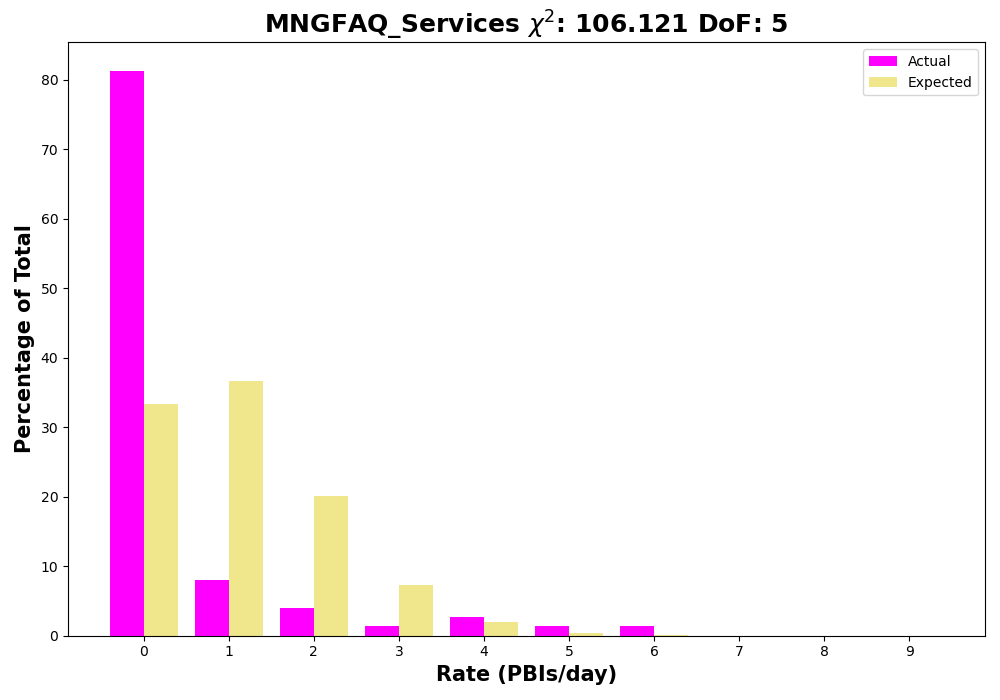 MNGFAQ_Services χ²: 106.121 DoF: 5
Actual
Expected
Percentage of Total
80
70
60
50
40
30
20
10
0
0 1 2 3 4 5 6 7 8 9
Rate (PBIs/day)